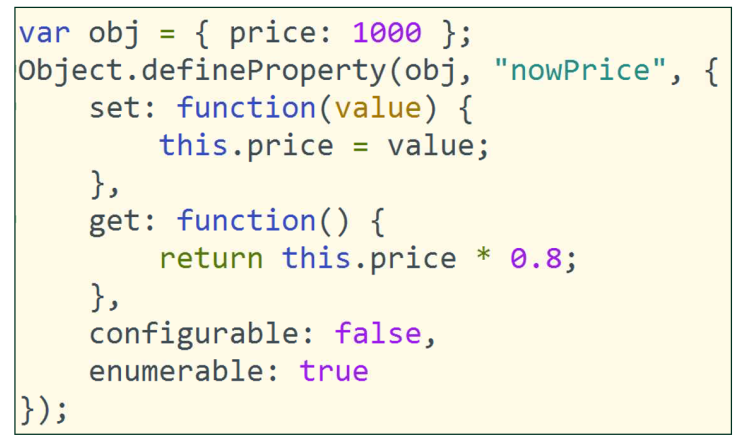 var obj = { price: 1000 };
Object.defineProperty(obj, "nowPrice", {
    set: function(value) {
        this.price = value;
    },
    get: function() {
        return this.price * 0.8;
    },
    configurable: false,
    enumerable: true
});